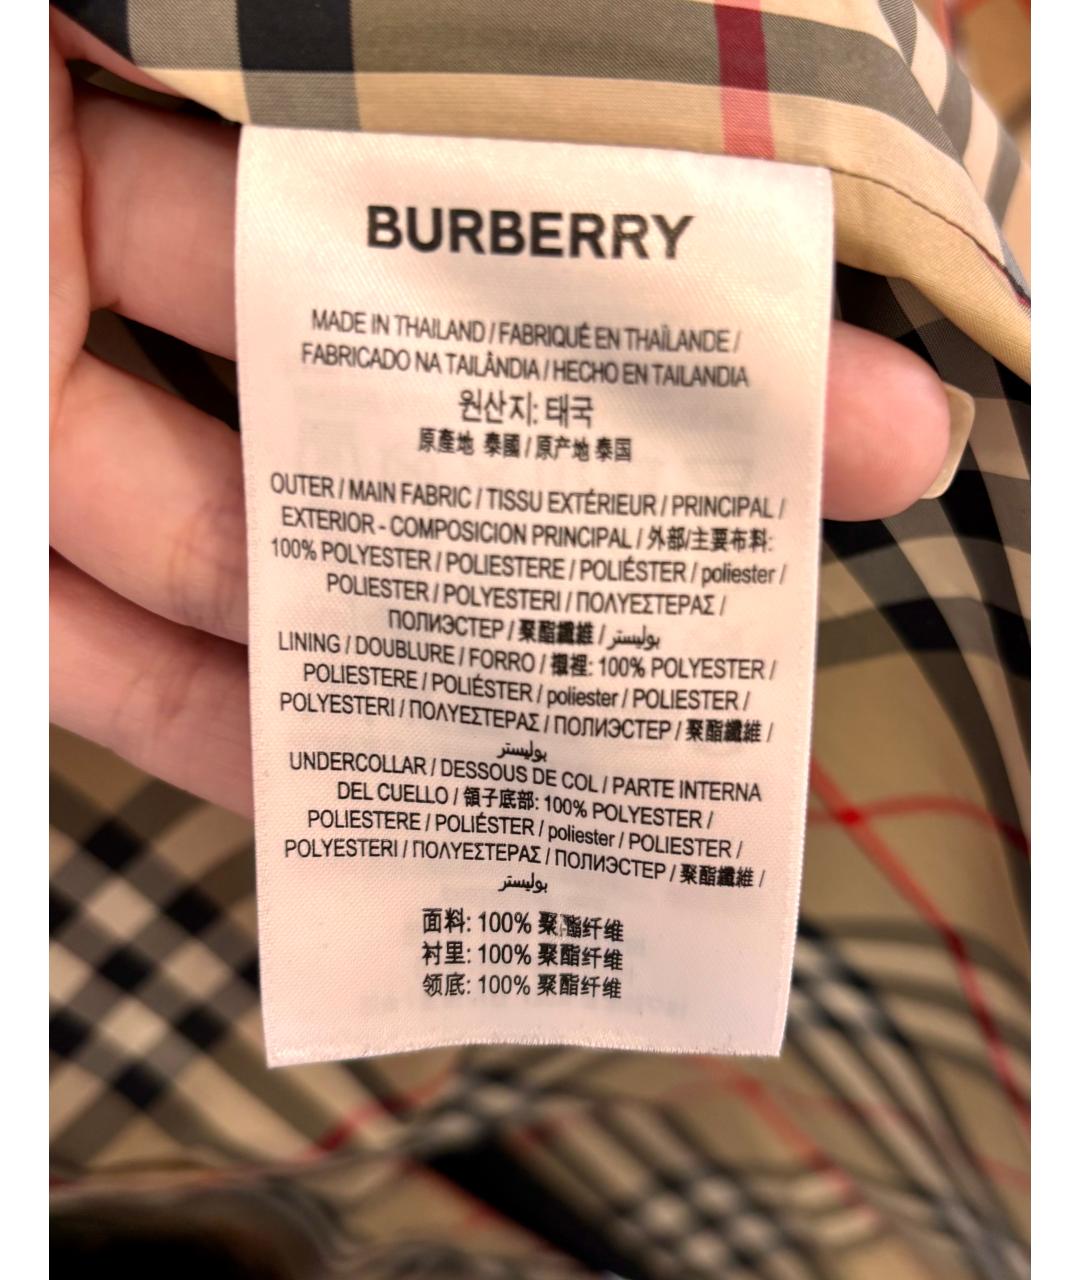 BURBERRY
MADE IN THAILAND / FABRIQUÉ EN THAÏLANDE /
FABRICADO NA TAILÂNDIA / HECHO EN TAILANDIA
원산지: 태국
原產地 泰國 / 原产地 泰国
OUTER / MAIN FABRIC / TISSU EXTÉRIEUR / PRINCIPAL /
EXTERIOR - COMPOSICION PRINCIPAL / 外部/主要布料:
100% POLYESTER / POLIESTERE / POLIÉSTER / poliester /
POLIESTER / POLYESTERI / ΠΟΛΥΕΣΤΕΡΑΣ /
ПОЛИЭСТЕР / 聚酯纖維 / بوليستر
LINING / DOUBLURE / FORRO / 襯裡: 100% POLYESTER /
POLIESTERE / POLIÉSTER / poliester / POLIESTER /
POLYESTERI / ΠΟΛΥΕΣΤΕΡΑΣ / ПОЛИЭСТЕР / 聚酯纖維 /
بوليستر
UNDERCOLLAR / DESSOUS DE COL / PARTE INTERNA
DEL CUELLO / 領子底部: 100% POLYESTER /
POLIESTERE / POLIÉSTER / poliester / POLIESTER /
POLYESTERI / ΠΟΛΥΕΣΤΕΡΑΣ / ПОЛИЭСТЕР / 聚酯纖維 /
بوليستر
面料: 100% 聚酯纤维
衬里: 100% 聚酯纤维
领底: 100% 聚酯纤维